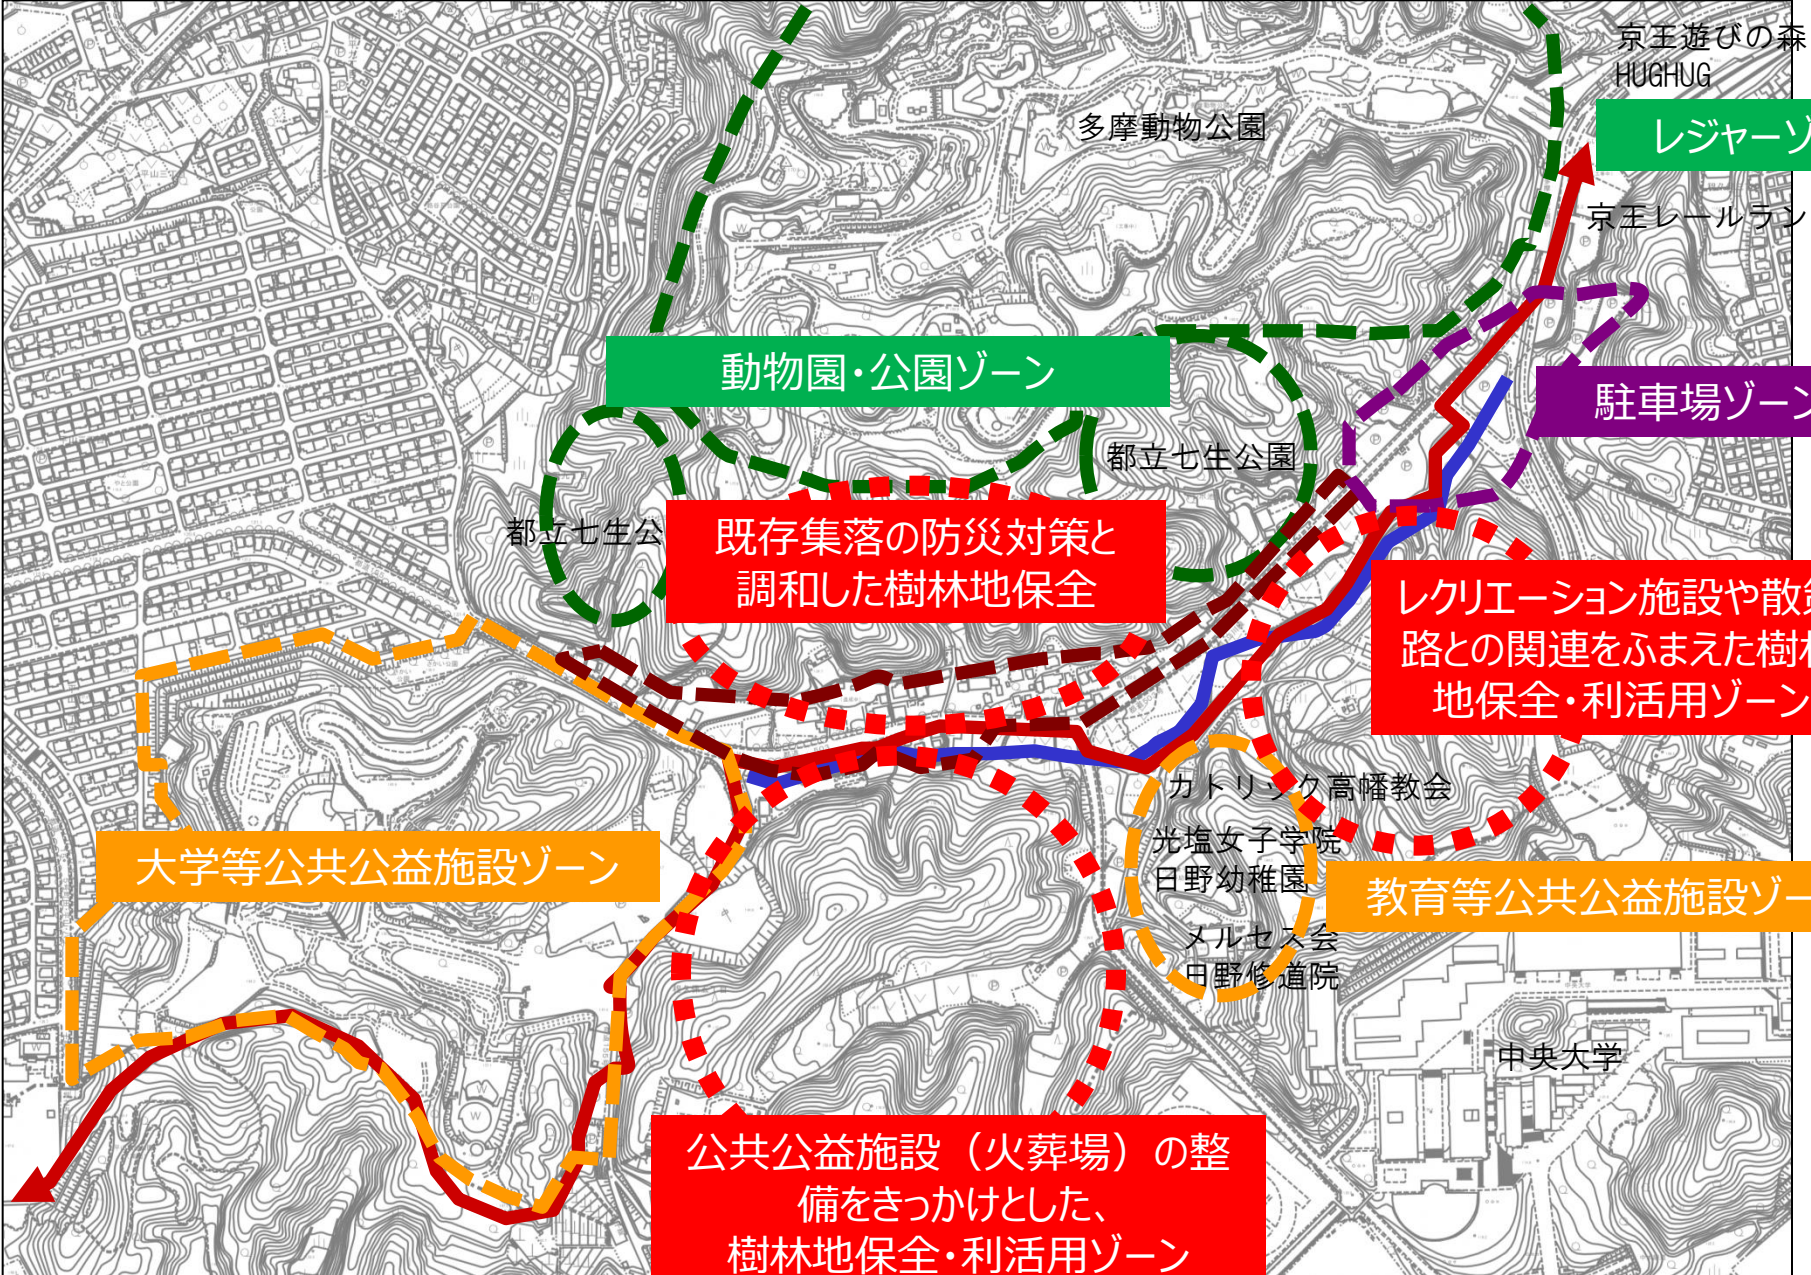 京王遊びの森
HUGHUG
多摩動物公園
レジャーゾ
京王レールラン
動物園・公園ゾーン
駐車場ゾーン
都立七生公園
都立七生公
既存集落の防災対策と
調和した樹林地保全
レクリエーション施設や散策
路との関連をふまえた樹林
地保全・利活用ゾーン
カトリック高幡教会
光塩女子学院
日野幼稚園
大学等公共公益施設ゾーン
教育等公共公益施設ゾー
メルセス会
日野修道院
中央大学
公共公益施設（火葬場）の整
備をきっかけとした、
樹林地保全・利活用ゾーン